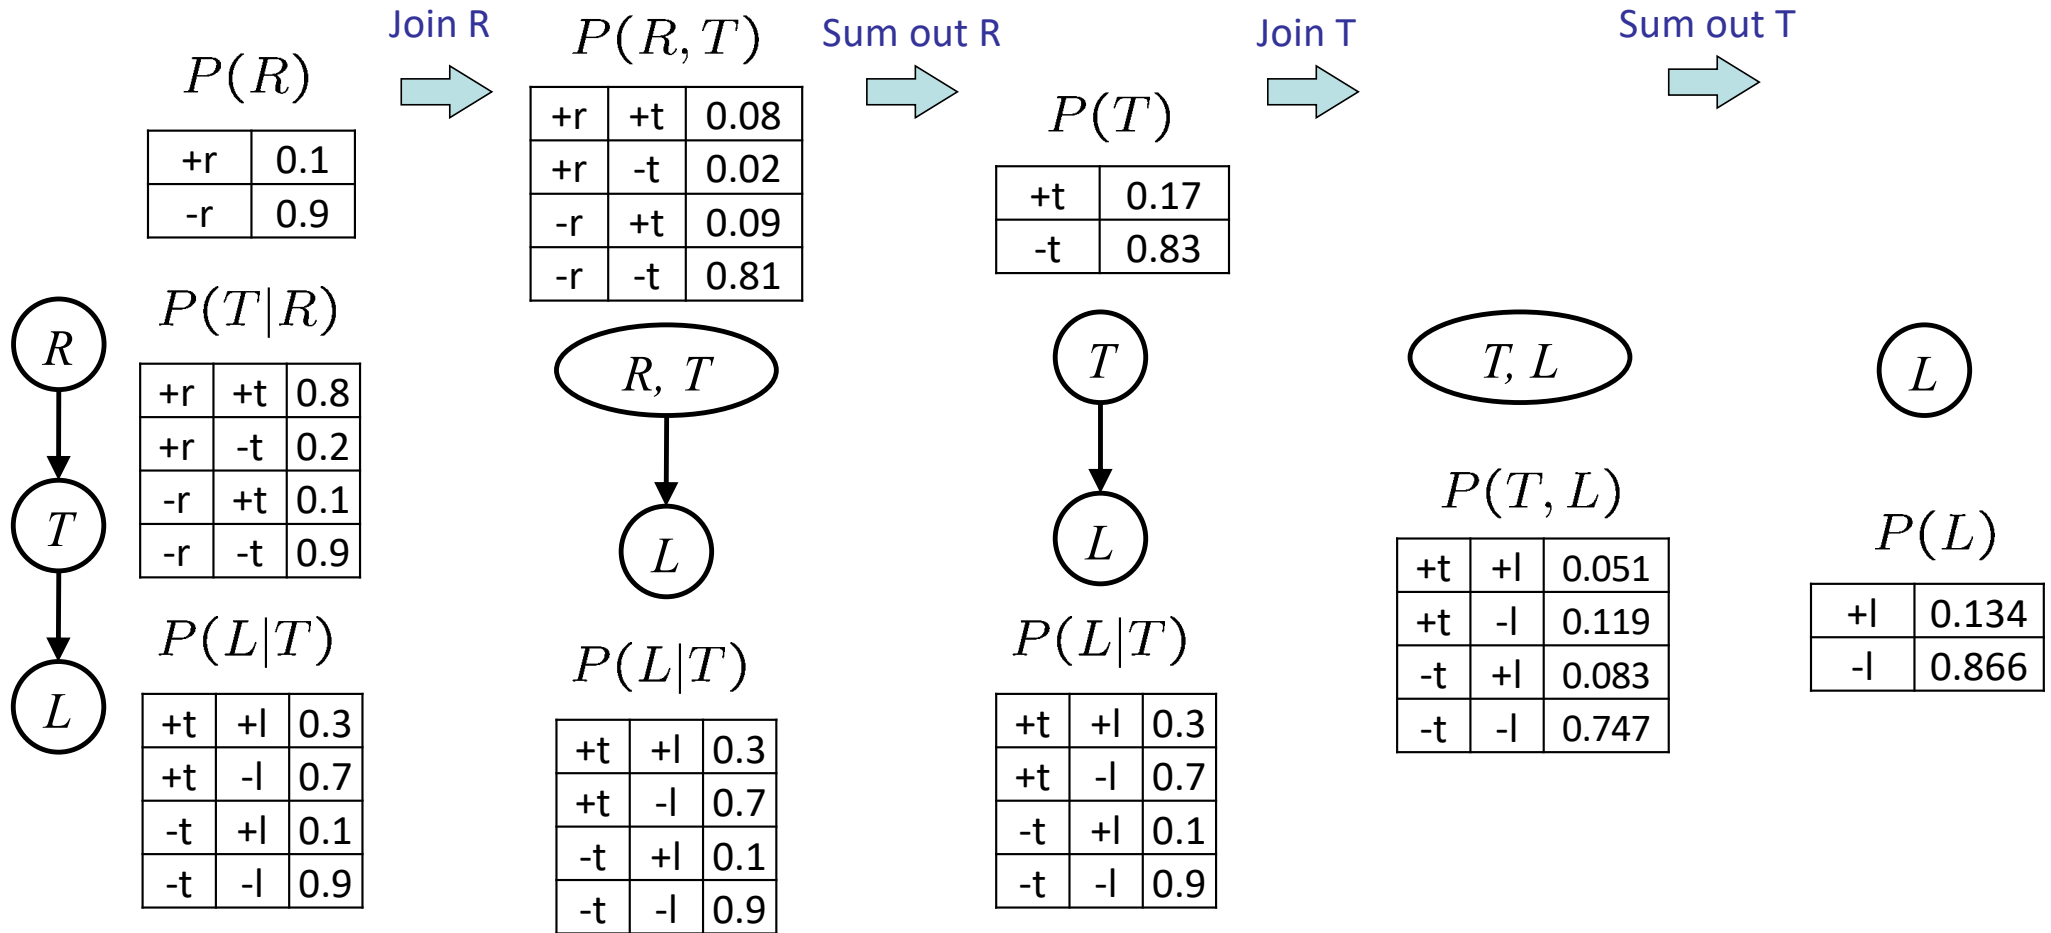 Join R
Sum out R
Join T
Sum out T
P(R)
+r 0.1
-r 0.9
P(T|R)
+r +t 0.8
+r -t 0.2
-r +t 0.1
-r -t 0.9
P(L|T)
+t +l 0.3
+t -l 0.7
-t +l 0.1
-t -l 0.9
R
T
L
P(R, T)
+r +t 0.08
+r -t 0.02
-r +t 0.09
-r -t 0.81
R, T
L
P(L|T)
+t +l 0.3
+t -l 0.7
-t +l 0.1
-t -l 0.9
P(T)
+t 0.17
-t 0.83
T
L
P(L|T)
+t +l 0.3
+t -l 0.7
-t +l 0.1
-t -l 0.9
T, L
P(T, L)
+t +l 0.051
+t -l 0.119
-t +l 0.083
-t -l 0.747
L
P(L)
+l 0.134
-l 0.866